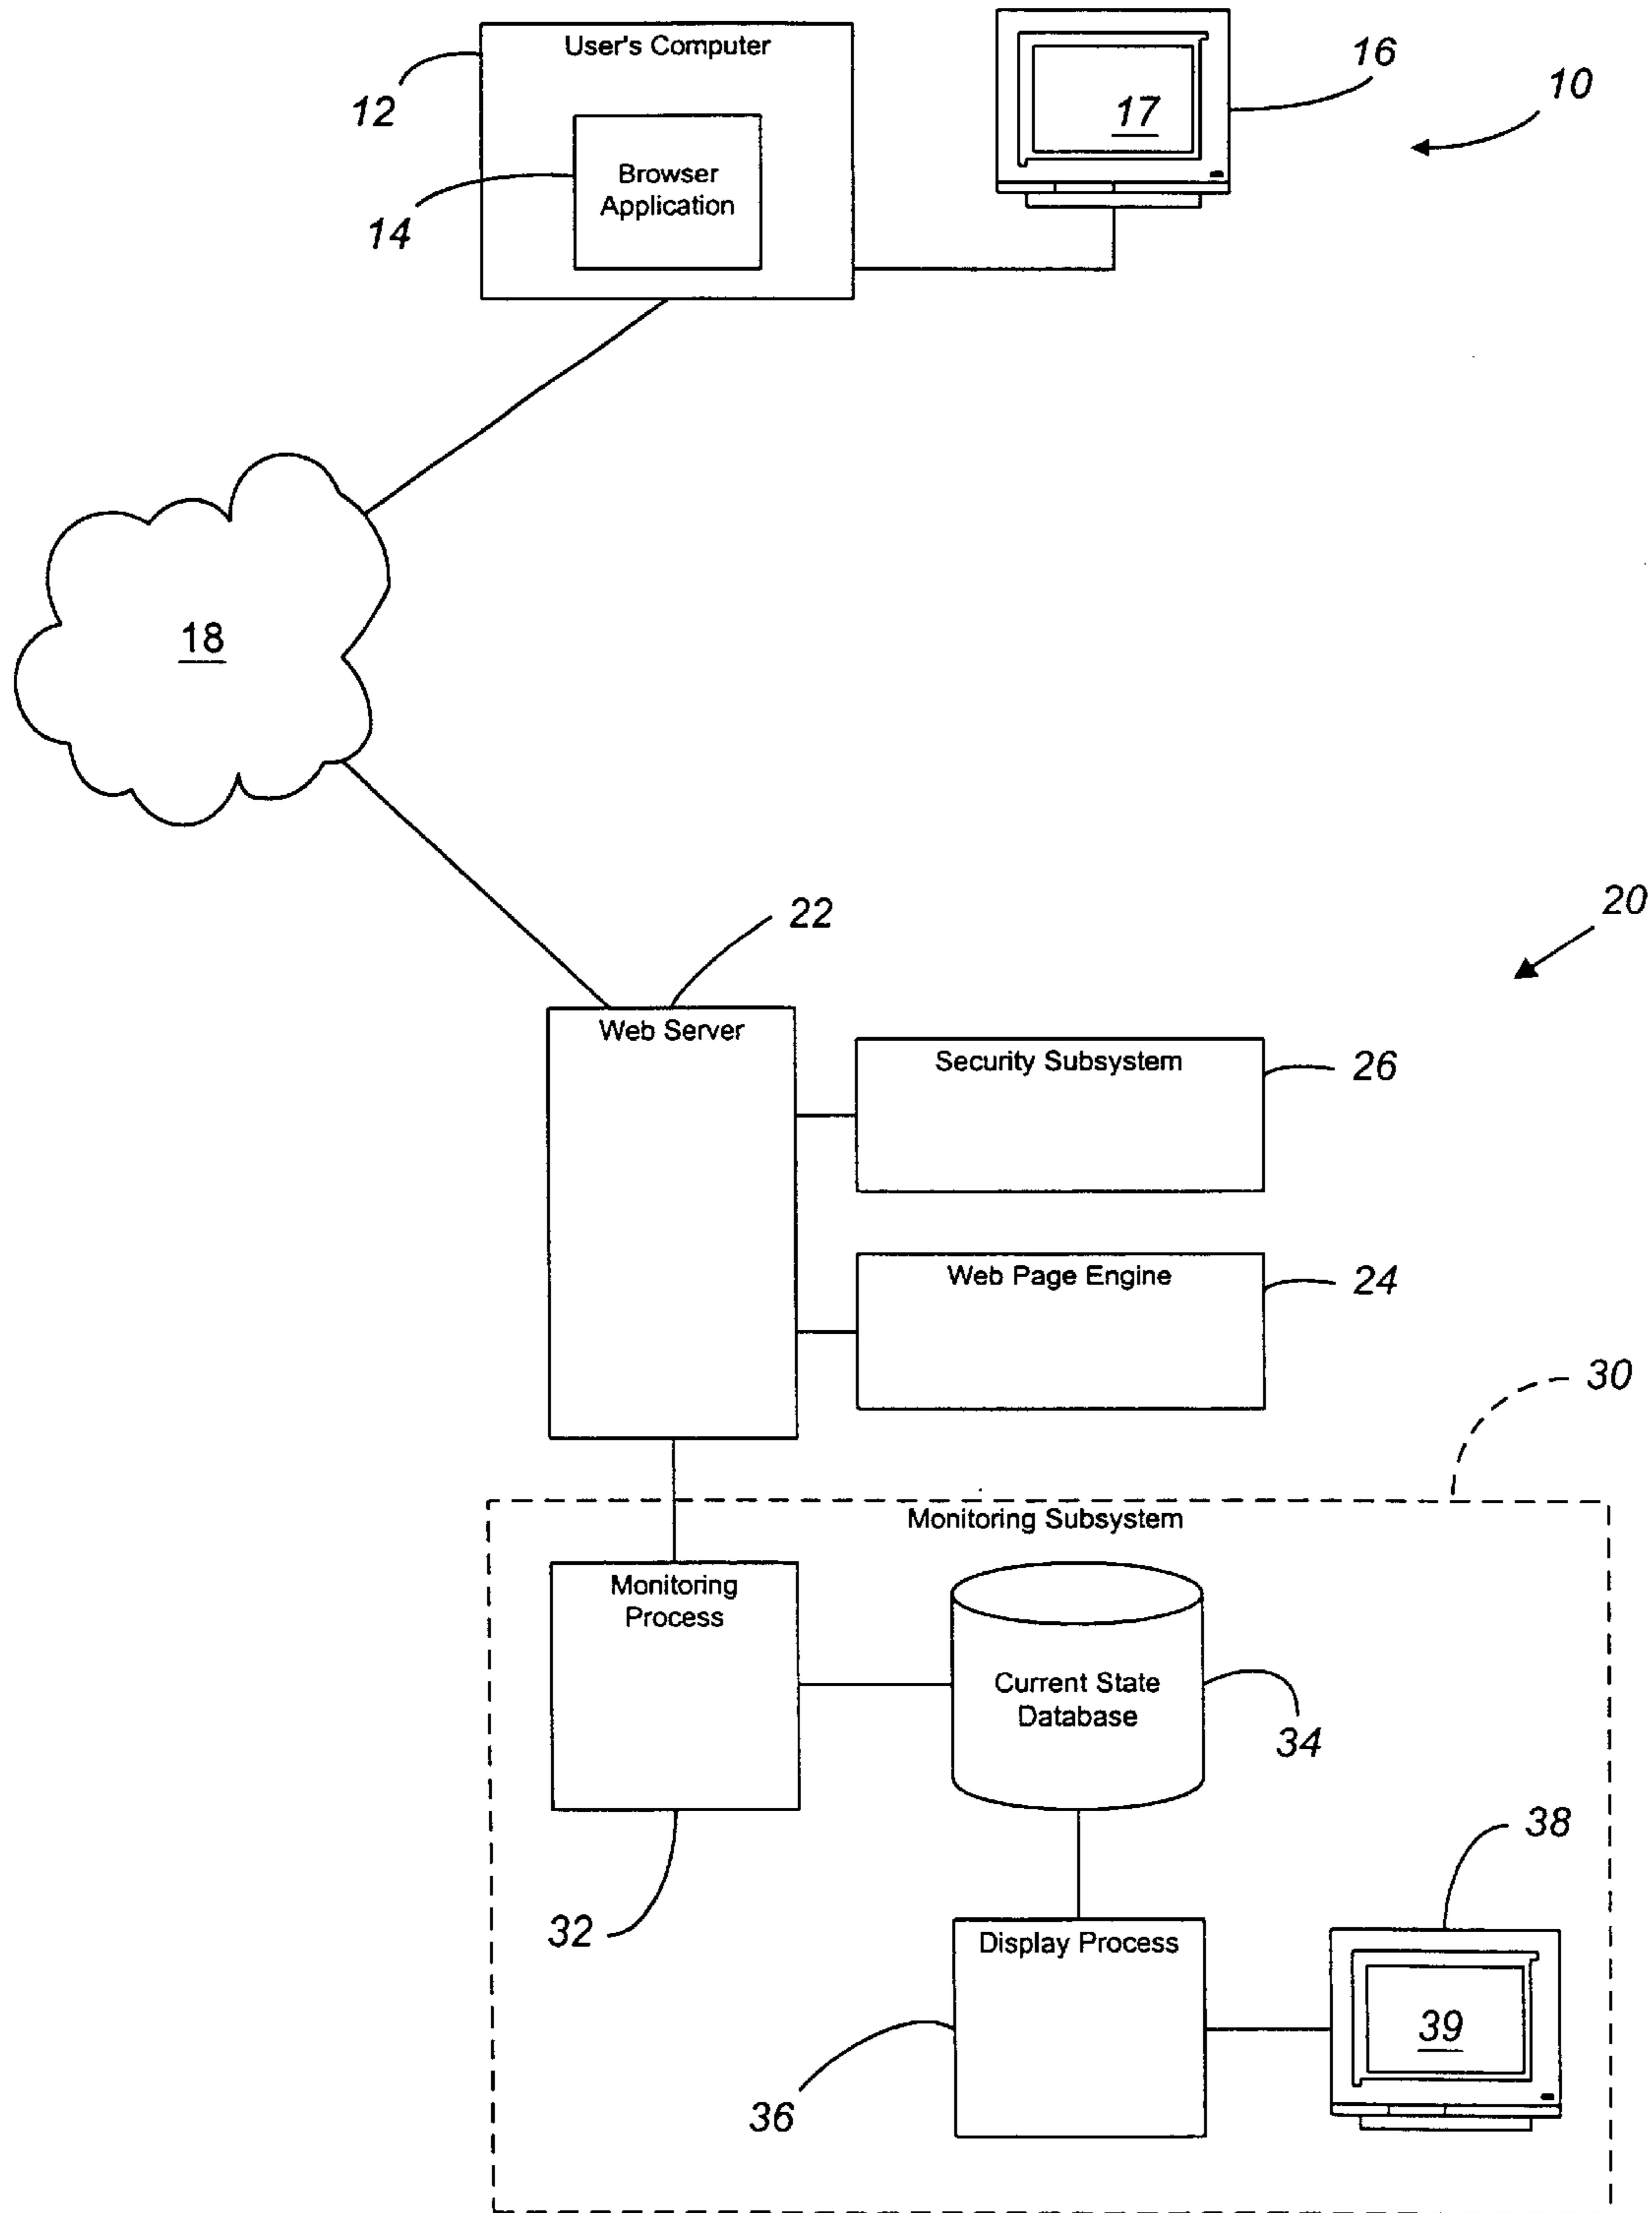 User's Computer
12
Browser
Application
14
17
16
10
18
22
20
Web Server
Security Subsystem
26
Web Page Engine
24
30
Monitoring Subsystem
Monitoring
Process
Current State
Database
34
32
38
Display Process
39
36